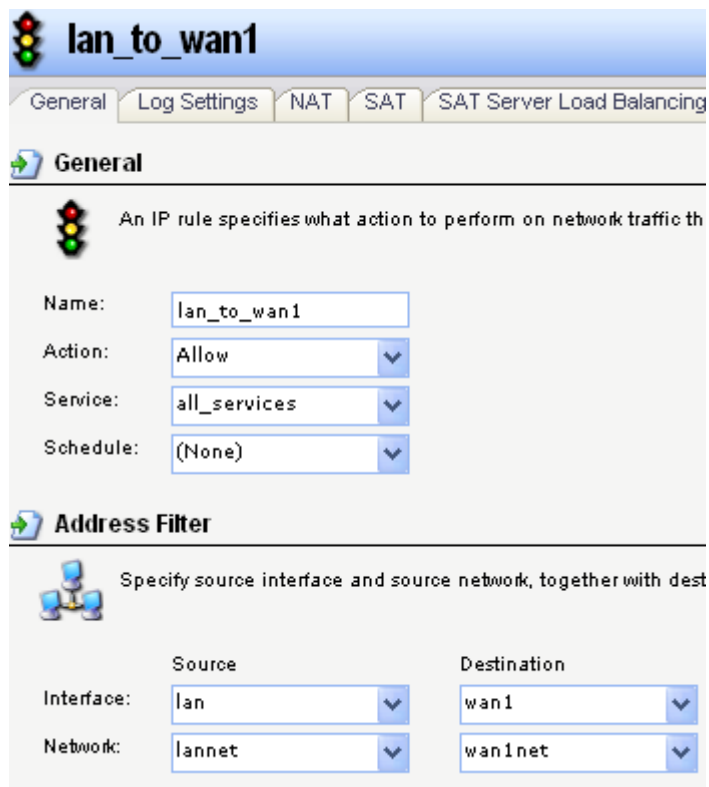 lan_to_wan1
General Log Settings NAT SAT SAT Server Load Balancing
General
An IP rule specifies what action to perform on network traffic th
Name: lan_to_wan1
Action: Allow
Service: all_services
Schedule: (None)
Address Filter
Specify source interface and source network, together with dest
Source Destination
Interface: lan wan1
Network: lannet wan1net